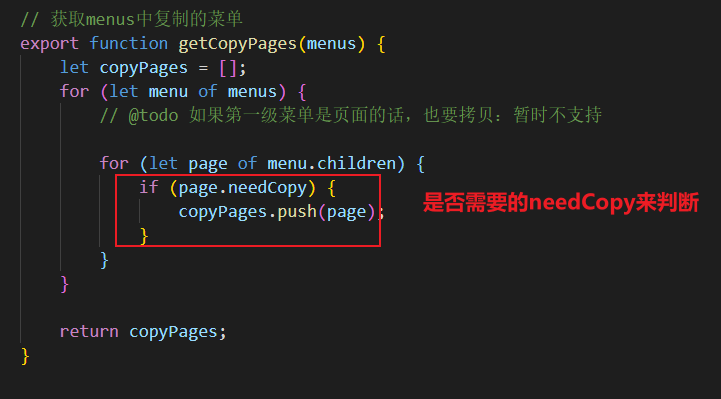 // 获取menus中复制的菜单
export function getCopyPages(menus) {
let copyPages = [];
for (let menu of menus) {
// @todo 如果第一级菜单是页面的话，也要拷贝：暂时不支持
for (let page of menu.children) {
if (page.needCopy) {
copyPages.push(page);
是否需要的needCopy来判断
}
}
}
return copyPages;
}